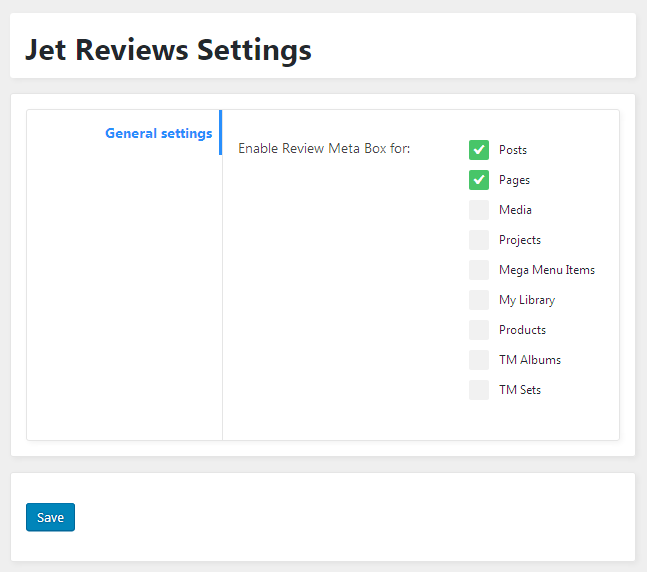 Jet Reviews Settings
General settings
Enable Review Meta Box for:
Posts
Pages
Media
Projects
Mega Menu Items
My Library
Products
TM Albums
TM Sets
Save